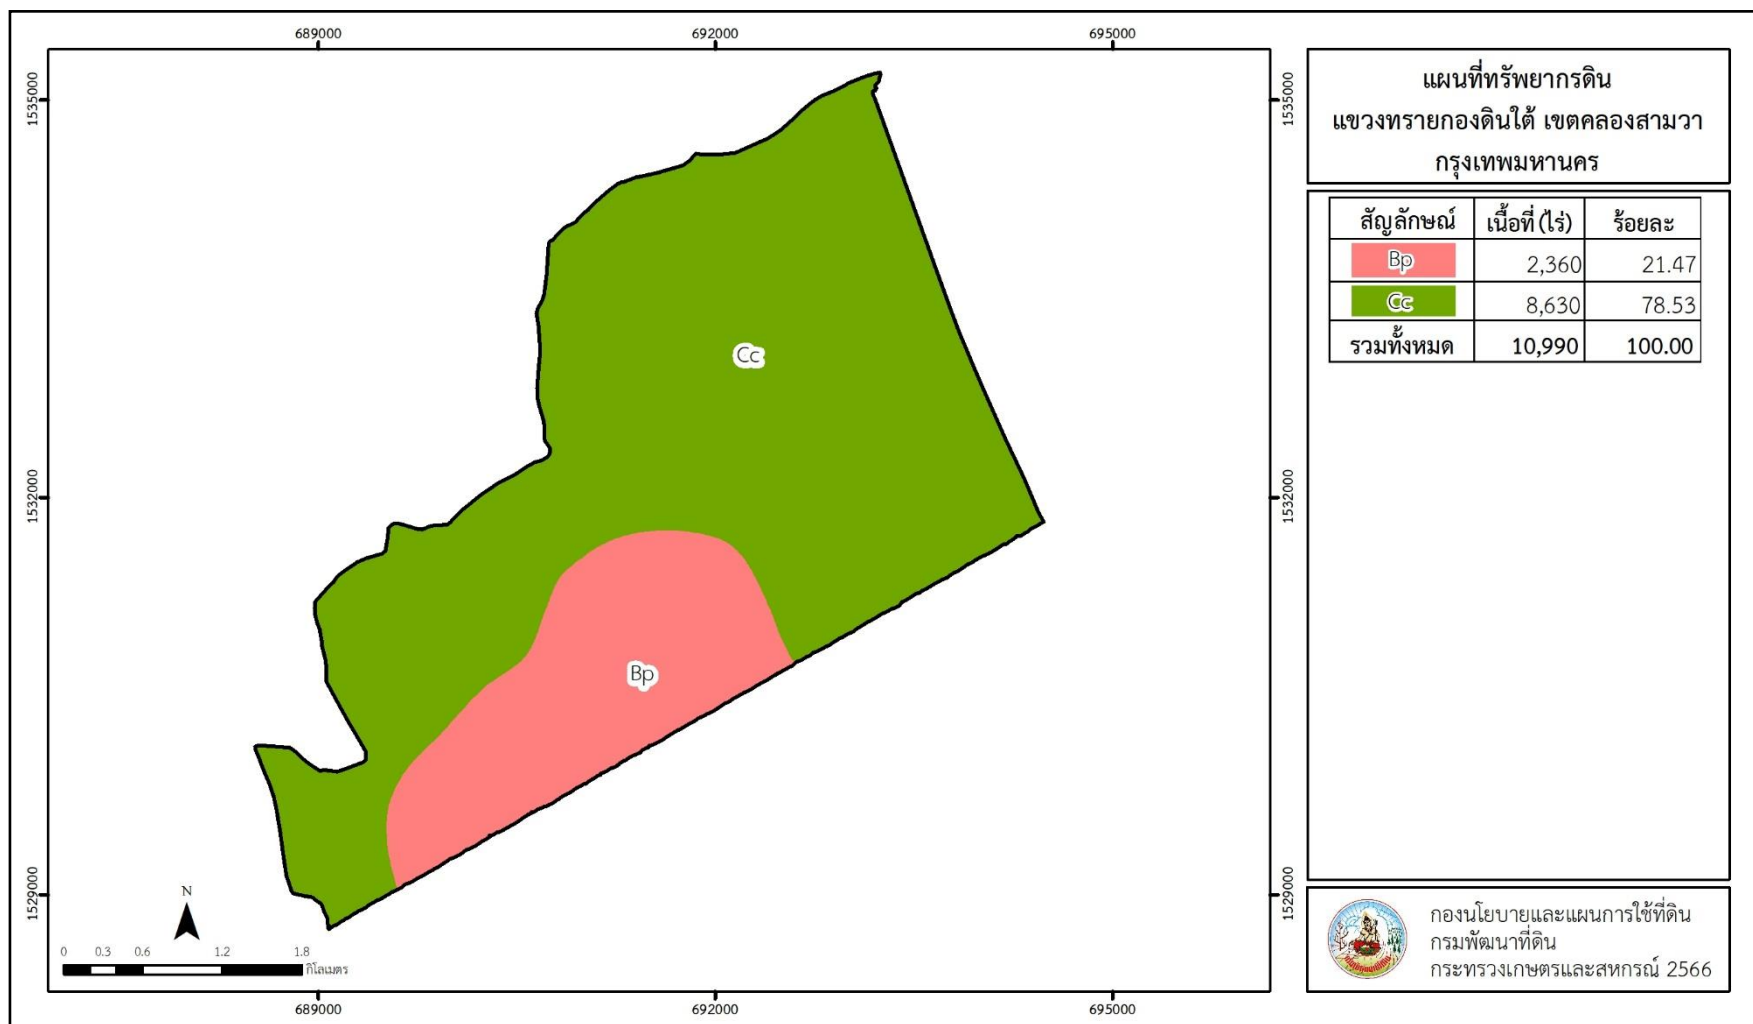 689000
692000
695000
1535000
1535000
แผนที่ทรัพยากรดิน
แขวงทรายกองดินใต้ เขตคลองสามวา
กรุงเทพมหานคร
สัญลักษณ์ เนื้อที่ (ไร่) ร้อยละ
Bp 2,360 21.47
Cc 8,630 78.53
รวมทั้งหมด 10,990 100.00
Cc
1532000
1532000
Bp
1529000
1529000
N
0 0.3 0.6 1.2 1.8
กิโลเมตร
กองนโยบายและแผนการใช้ที่ดิน
กรมพัฒนาที่ดิน
กระทรวงเกษตรและสหกรณ์ 2566
689000
692000
695000